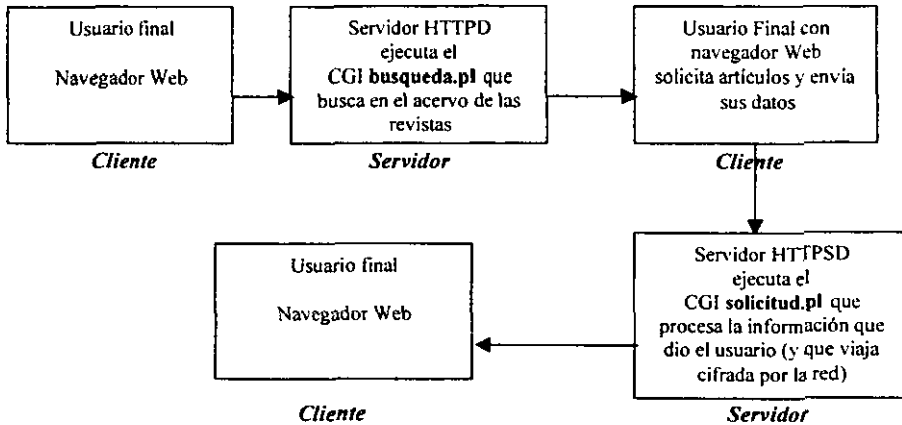 Usuario final
Navegador Web
Cliente
Servidor HTTPD
ejecuta el
CGI busqueda.pl que
busca en el acervo de las
revistas
Servidor
Usuario Final con
navegador Web
solicita artículos y envía
sus datos
Cliente
Servidor HTTPSD
ejecuta el
CGI solicitud.pl que
procesa la información que
dio el usuario (y que viaja
cifrada por la red)
Servidor
Usuario final
Navegador Web
Cliente